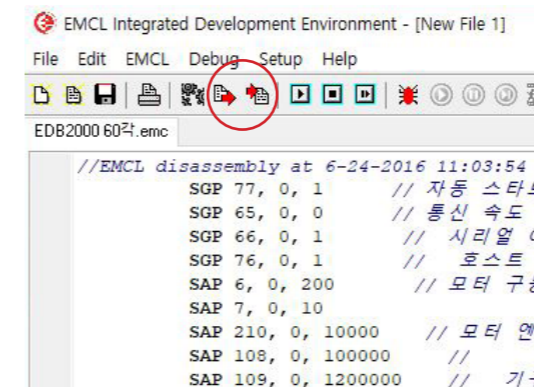 EMCL Integrated Development Environment - [New File 1]
File Edit EMCL Debug Setup Help
EDB2000 60각.emc
//EMCL disassembly at 6-24-2016 11:03:54
SGP 77, 0, 1 // 자동 스타트
SGP 65, 0, 0 // 통신 속도
SGP 66, 0, 1 // 시리얼
SGP 76, 0, 1 // 호스트
SAP 6, 0, 200 // 모터
SAP 7, 0, 10
SAP 210, 0, 10000 // 모터
SAP 108, 0, 100000 //
SAP 109, 0, 1200000 //